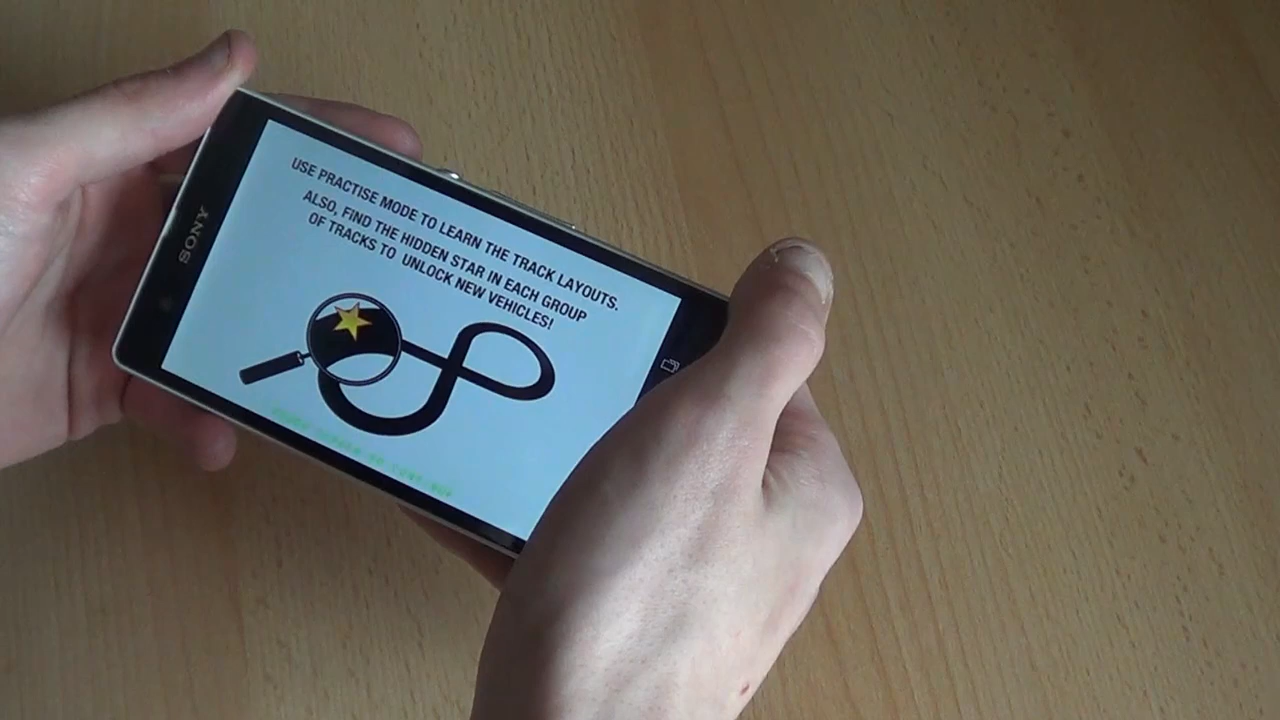 SONY
USE PRACTISE MODE TO LEARN THE TRACK LAYOUTS.
ALSO, FIND THE HIDDEN STAR IN EACH GROUP
OF TRACKS TO UNLOCK NEW VEHICLES!